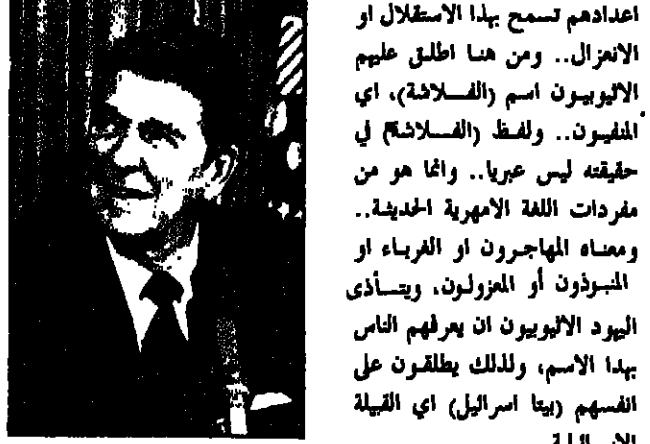 اعدادهم تسمح بهذا الاستقلال او
الانعزال.. ومن هنا اطلق عليهم
الاثيوبيون اسم (الفــلاشة)، اي
المنفيون.. ولفظ (الفــلاشة) في
حقيقته ليس عبريا.. وانما هو من
مفردات اللغة الامهرية الحديثة..
ومعناه المهاجرون او الغرباء او
المنبوذون أو المعزولون، ويتــأذى
اليهود الاثيوبيون ان يعرفهم الناس
بهذا الاسم، ولذلك يطلقون على
انفسهم (بيتا اسرائيل) اي القبيلة